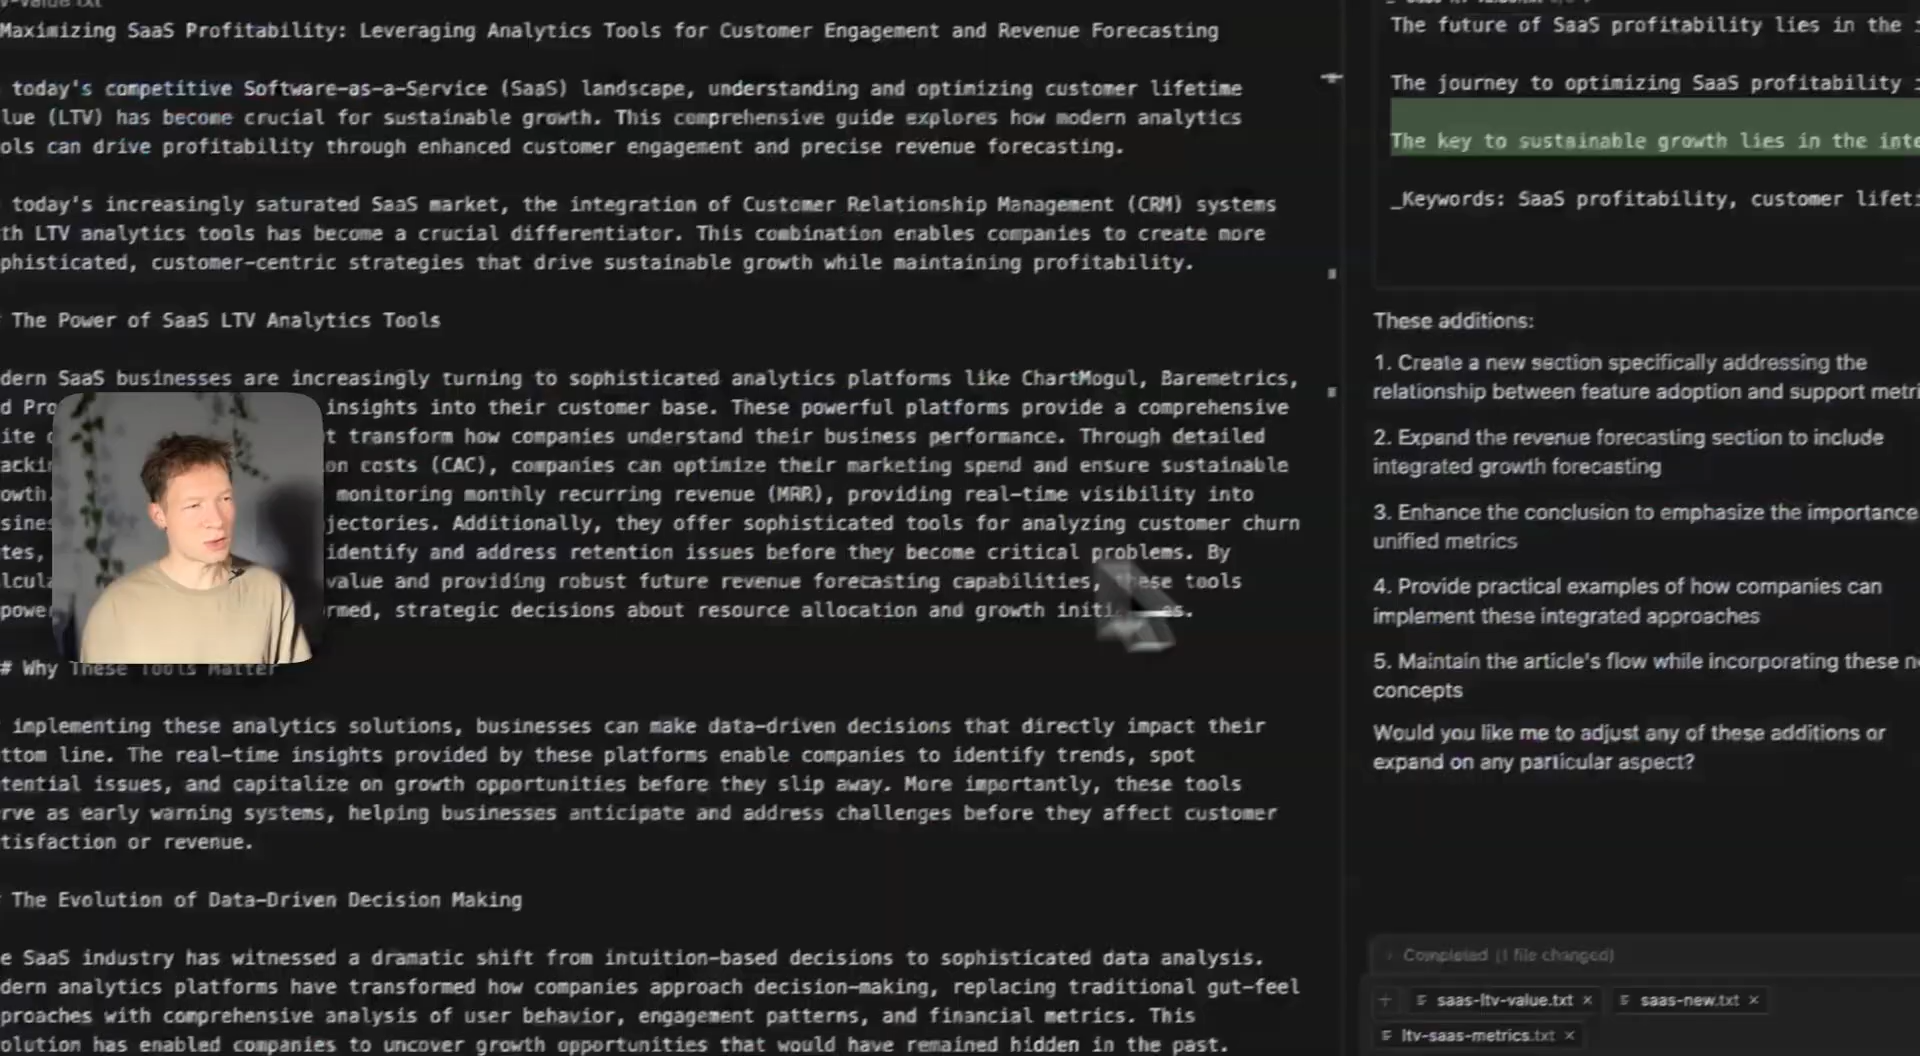 v-value.txt
Maximizing SaaS Profitability: Leveraging Analytics Tools for Customer Engagement and Revenue Forecasting
today's competitive Software-as-a-Service (SaaS) landscape, understanding and optimizing customer lifetime
lue (LTV) has become crucial for sustainable growth. This comprehensive guide explores how modern analytics
ols can drive profitability through enhanced customer engagement and precise revenue forecasting.
today's increasingly saturated SaaS market, the integration of Customer Relationship Management (CRM) systems
th LTV analytics tools has become a crucial differentiator. This combination enables companies to create more
phisticated, customer-centric strategies that drive sustainable growth while maintaining profitability.
The Power of SaaS LTV Analytics Tools
dern SaaS businesses are increasingly turning to sophisticated analytics platforms like ChartMogul, Baremetrics,
d Pro insights into their customer base. These powerful platforms provide a comprehensive
ite t transform how companies understand their business performance. Through detailed
acki on costs (CAC), companies can optimize their marketing spend and ensure sustainable
owth. monitoring monthly recurring revenue (MRR), providing real-time visibility into
sines jectories. Additionally, they offer sophisticated tools for analyzing customer churn
tes, identify and address retention issues before they become critical problems. By
lcula value and providing robust future revenue forecasting capabilities, these tools
power rmed, strategic decisions about resource allocation and growth
# Why These Tools Matter
implementing these analytics solutions, businesses can make data-driven decisions that directly impact their
ttom line. The real-time insights provided by these platforms enable companies to identify trends, spot
tential issues, and capitalize on growth opportunities before they slip away. More importantly, these tools
rve as early warning systems, helping businesses anticipate and address challenges before they affect customer
tisfaction or revenue.
The Evolution of Data-Driven Decision Making
e SaaS industry has witnessed a dramatic shift from intuition-based decisions to sophisticated data analysis.
dern analytics platforms have transformed how companies approach decision-making, replacing traditional gut-feel
proaches with comprehensive analysis of user behavior, engagement patterns, and financial metrics. This
olution has enabled companies to uncover growth opportunities that would have remained hidden in the past.
The future of SaaS profitability lies in the
The journey to optimizing SaaS profitability
The key to sustainable growth lies in the inte
_Keywords: SaaS profitability, customer lifeti
These additions:
1. Create a new section specifically addressing the
relationship between feature adoption and support metri
2. Expand the revenue forecasting section to include
integrated growth forecasting
3. Enhance the conclusion to emphasize the importance
unified metrics
4. Provide practical examples of how companies can
implement these integrated approaches
5. Maintain the article's flow while incorporating these n
concepts
Would you like me to adjust any of these additions or
expand on any particular aspect?
Completed (1 file changed)
saas-ltv-value.txt × saas-new.txt ×
ltv-saas-metrics.txt ×